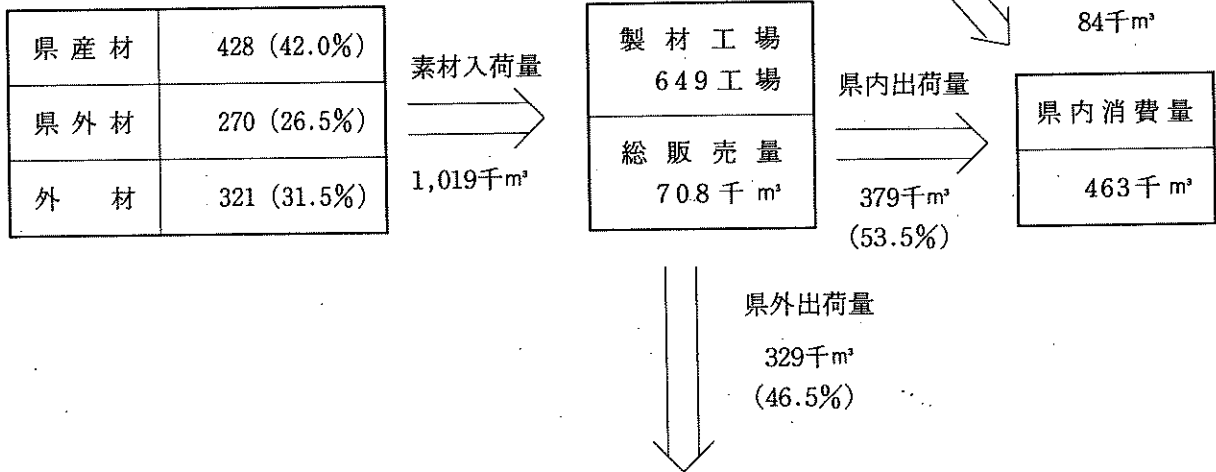 84千m³
県産材 428 (42.0%)
県外材 270 (26.5%)
外材 321 (31.5%)
素材入荷量
1,019千m³
製材工場
649工場
総販売量
708千m³
県内出荷量
379千m³
(53.5%)
県内消費量
463千m³
県外出荷量
329千m³
(46.5%)